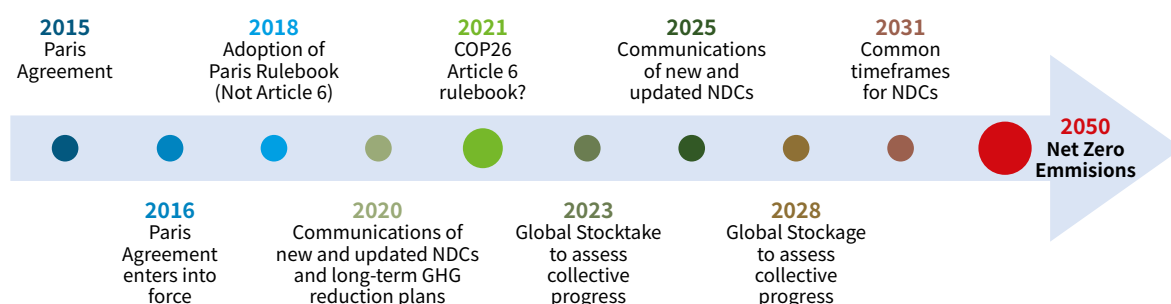 2015
Paris
Agreement
2018
Adoption of
Paris Rulebook
(Not Article 6)
2021
COP26
Article 6
rulebook?
2025
Communications
of new and
updated NDCs
2031
Common
timeframes
for NDCs
2050
Net Zero
Emmisions
2016
Paris
Agreement
enters into
force
2020
Communications of
new and updated NDCs
and long-term GHG
reduction plans
2023
Global Stocktake
to assess
collective
progress
2028
Global Stockage
to assess
collective
progress